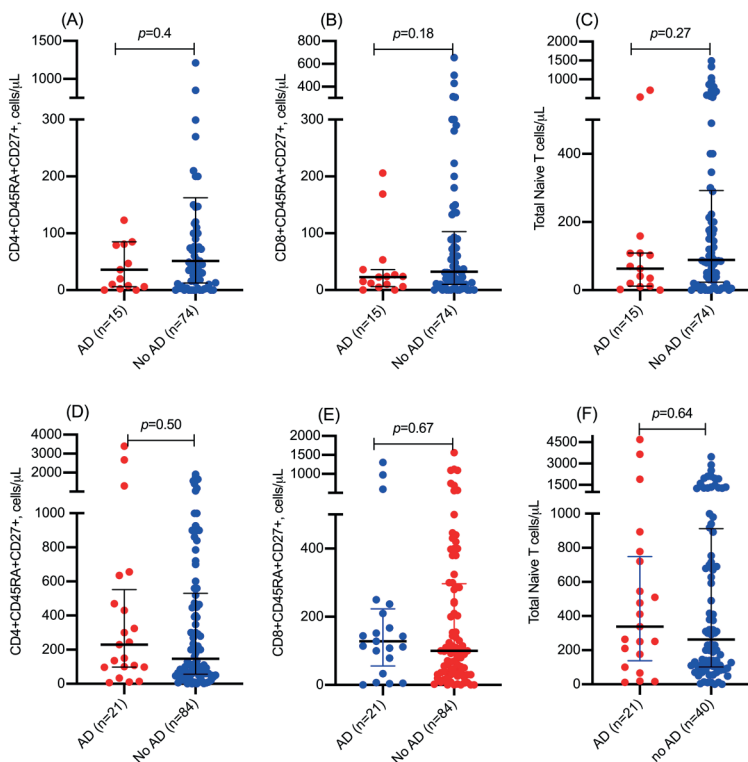 (A)
p=0.4
CD4+CD45RA+CD27+, cells/μL
1500
1000
300
200
100
0
AD (n=15)
No AD (n=74)
(B)
p=0.18
CD8+CD45RA+CD27+, cells/μL
800
600
400
300
200
100
0
AD (n=15)
No AD (n=74)
(C)
p=0.27
Total Naive T cells/μL
2000
1500
1000
400
200
0
AD (n=15)
No AD (n=74)
(D)
p=0.50
CD4+CD45RA+CD27+, cells/μL
4000
3000
2000
1000
800
600
400
200
0
AD (n=21)
No AD (n=84)
(E)
p=0.67
CD8+CD45RA+CD27+, cells/μL
2000
1500
1000
400
200
0
AD (n=21)
No AD (n=84)
(F)
p=0.64
Total Naive T cells/μL
4500
3000
1500
1000
800
600
400
200
0
AD (n=21)
no AD (n=40)